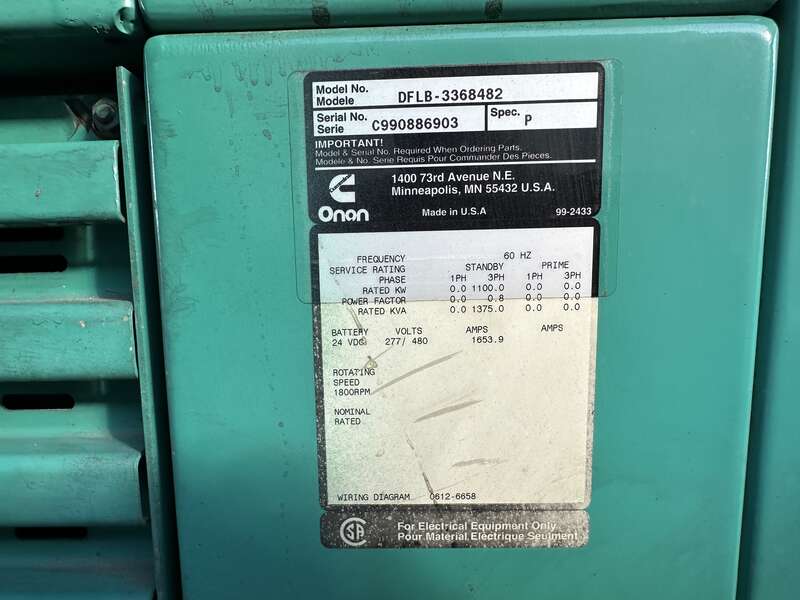 Model No. DFLB-3368482
Modele
Serial No. C990886903 Spec. P
Serie
IMPORTANT!
Model & Serial No. Required When Ordering Parts.
Modele & No. Serie Requis Pour Commander Des Pieces.
1400 73rd Avenue N.E.
Minneapolis, MN 55432 U.S.A.
Onan Made in U.S.A 99-2433
FREQUENCY 60 HZ
SERVICE RATING STANDBY PRIME
PHASE 1PH 3PH 1PH 3PH
RATED KW 0.0 1100.0 0.0 0.0
POWER FACTOR 0.0 0.8 0.0 0.0
RATED KVA 0.0 1375.0 0.0 0.0
BATTERY VOLTS AMPS AMPS
24 VDC 277/ 480 1653.9
ROTATING
SPEED
1800RPM
NOMINAL
RATED
WIRING DIAGRAM 0612-6658
SA For Electrical Equipment Only
Pour Material Electrique Seulment